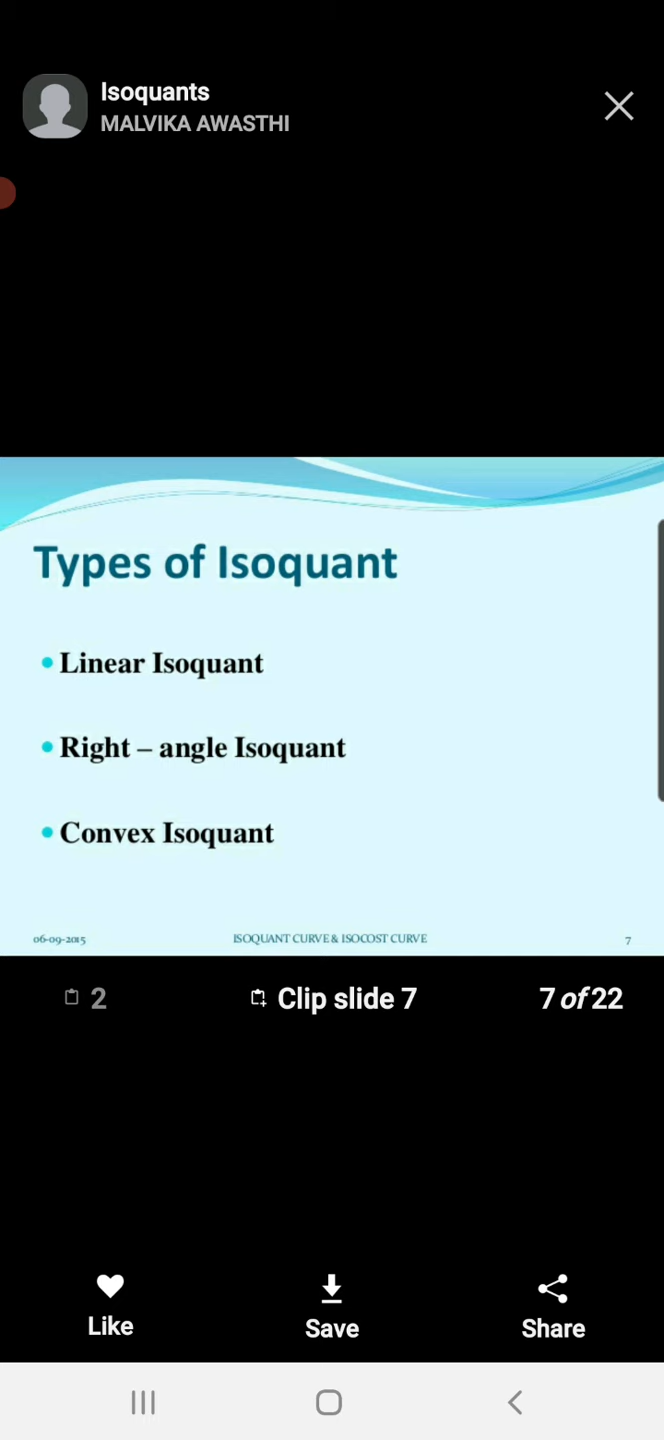 Isoquants
MALVIKA AWASTHI
Types of Isoquant
• Linear Isoquant
• Right – angle Isoquant
• Convex Isoquant
06-09-2015 ISOQUANT CURVE & ISOCOST CURVE 7
2 Clip slide 7 7 of 22
Like Save Share